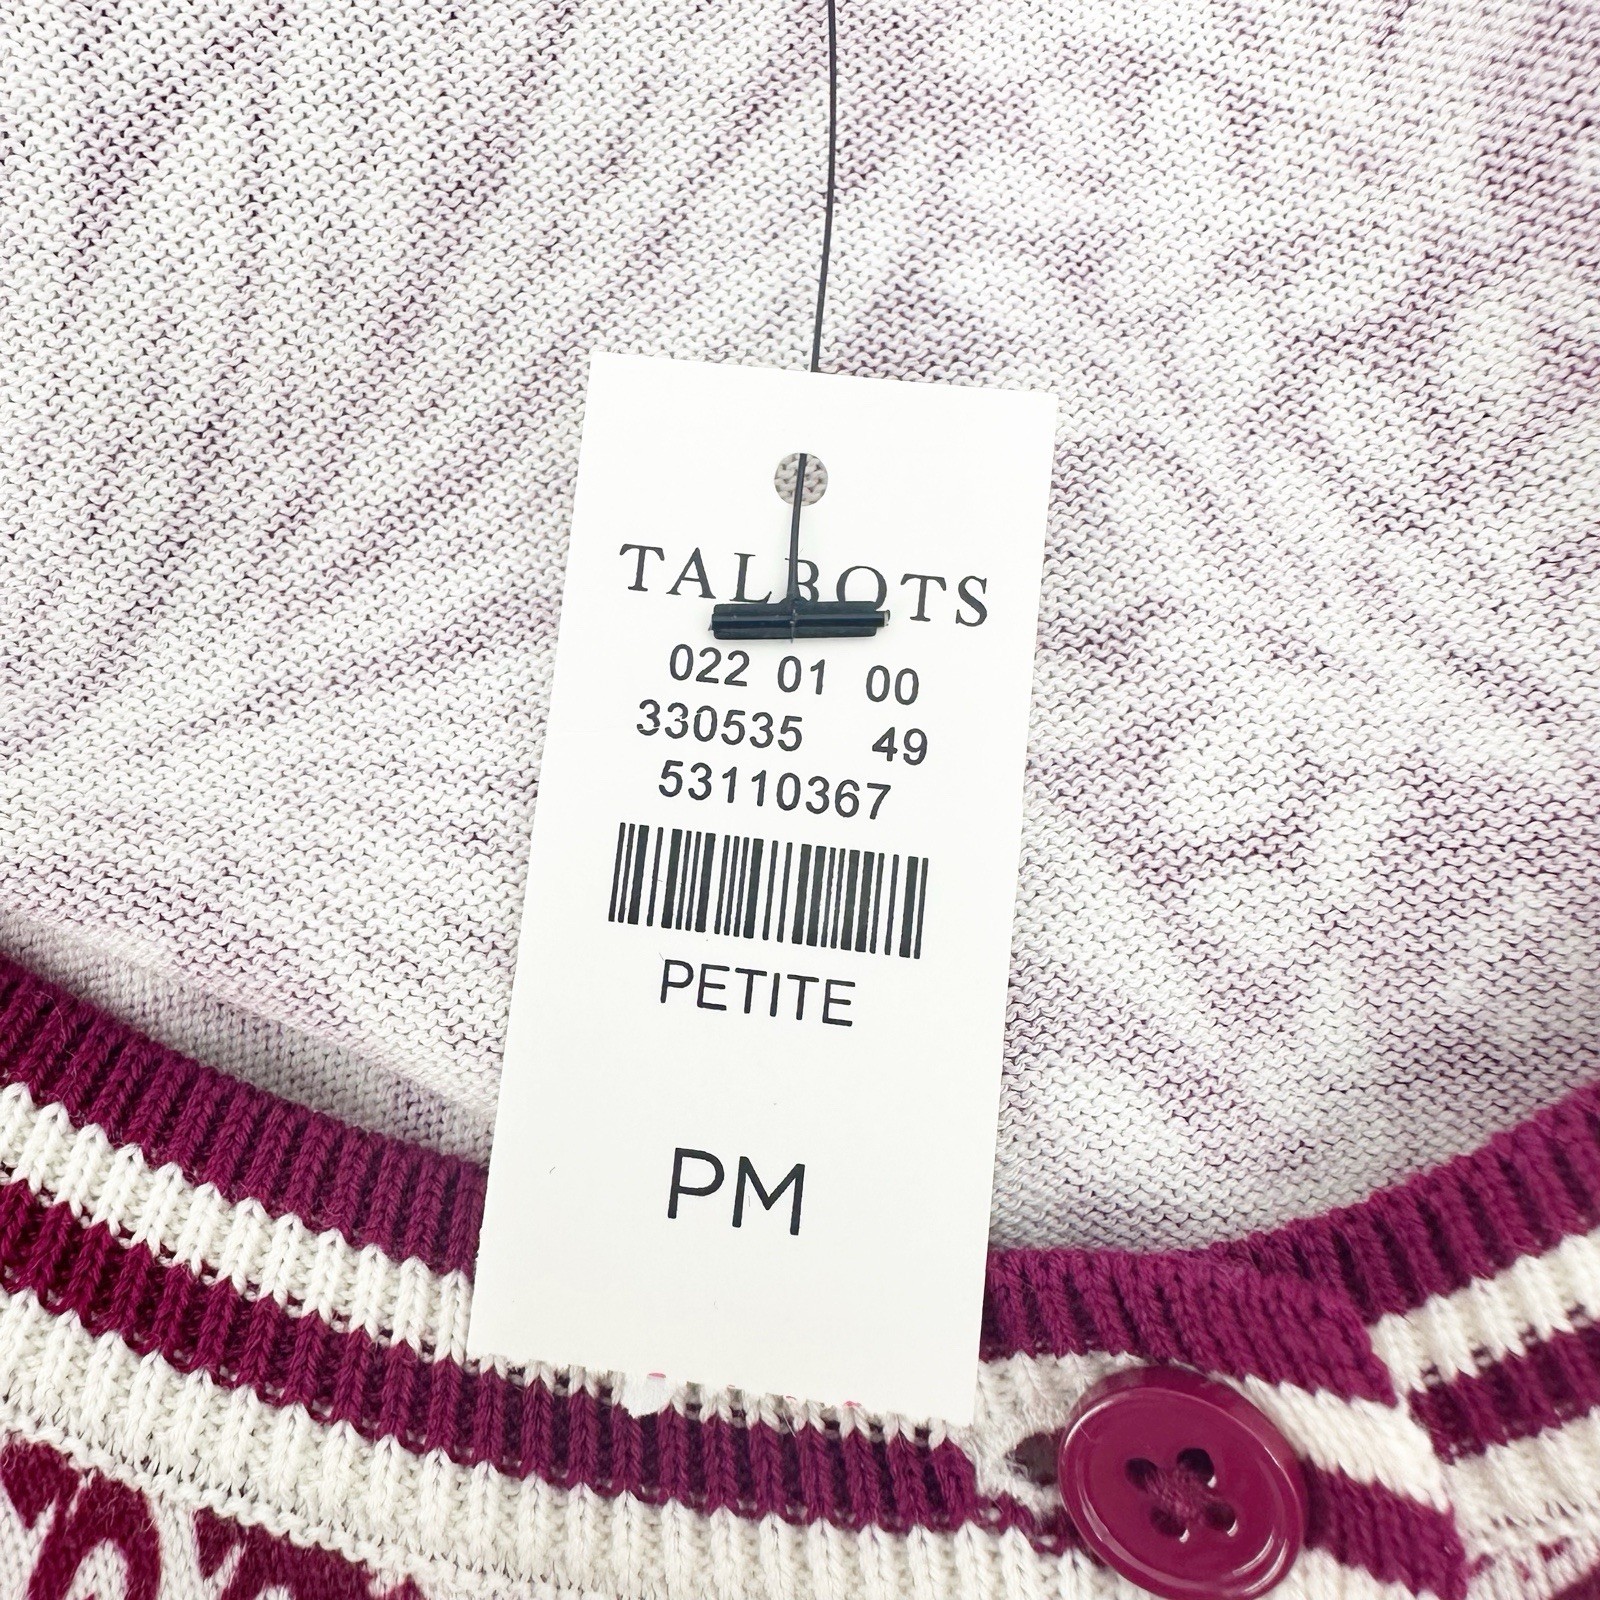 TALBOTS
022 01 00
330535 49
53110367
PETITE
PM